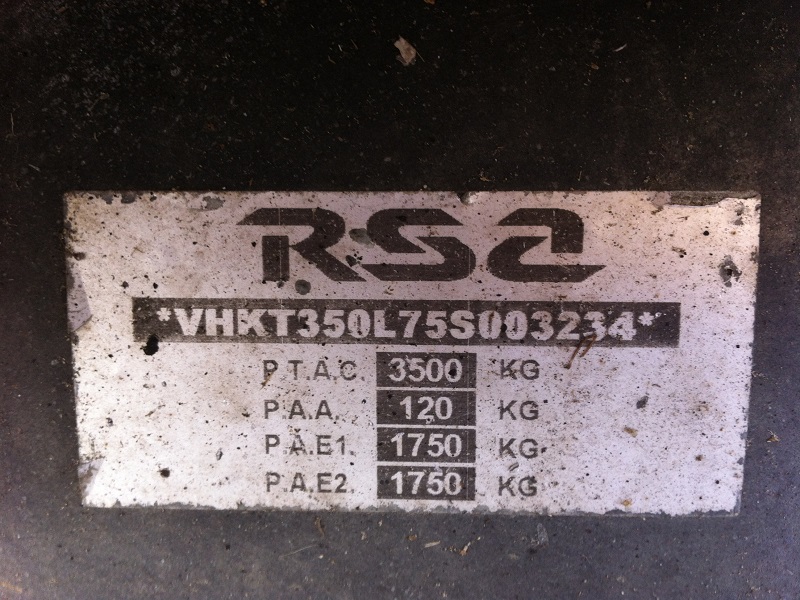 RSA
*VHKT350L75S003234*
P.T.A.C. 3500 KG
P.A.A. 120 KG
P.A.E1. 1750 KG
P.A.E2. 1750 KG